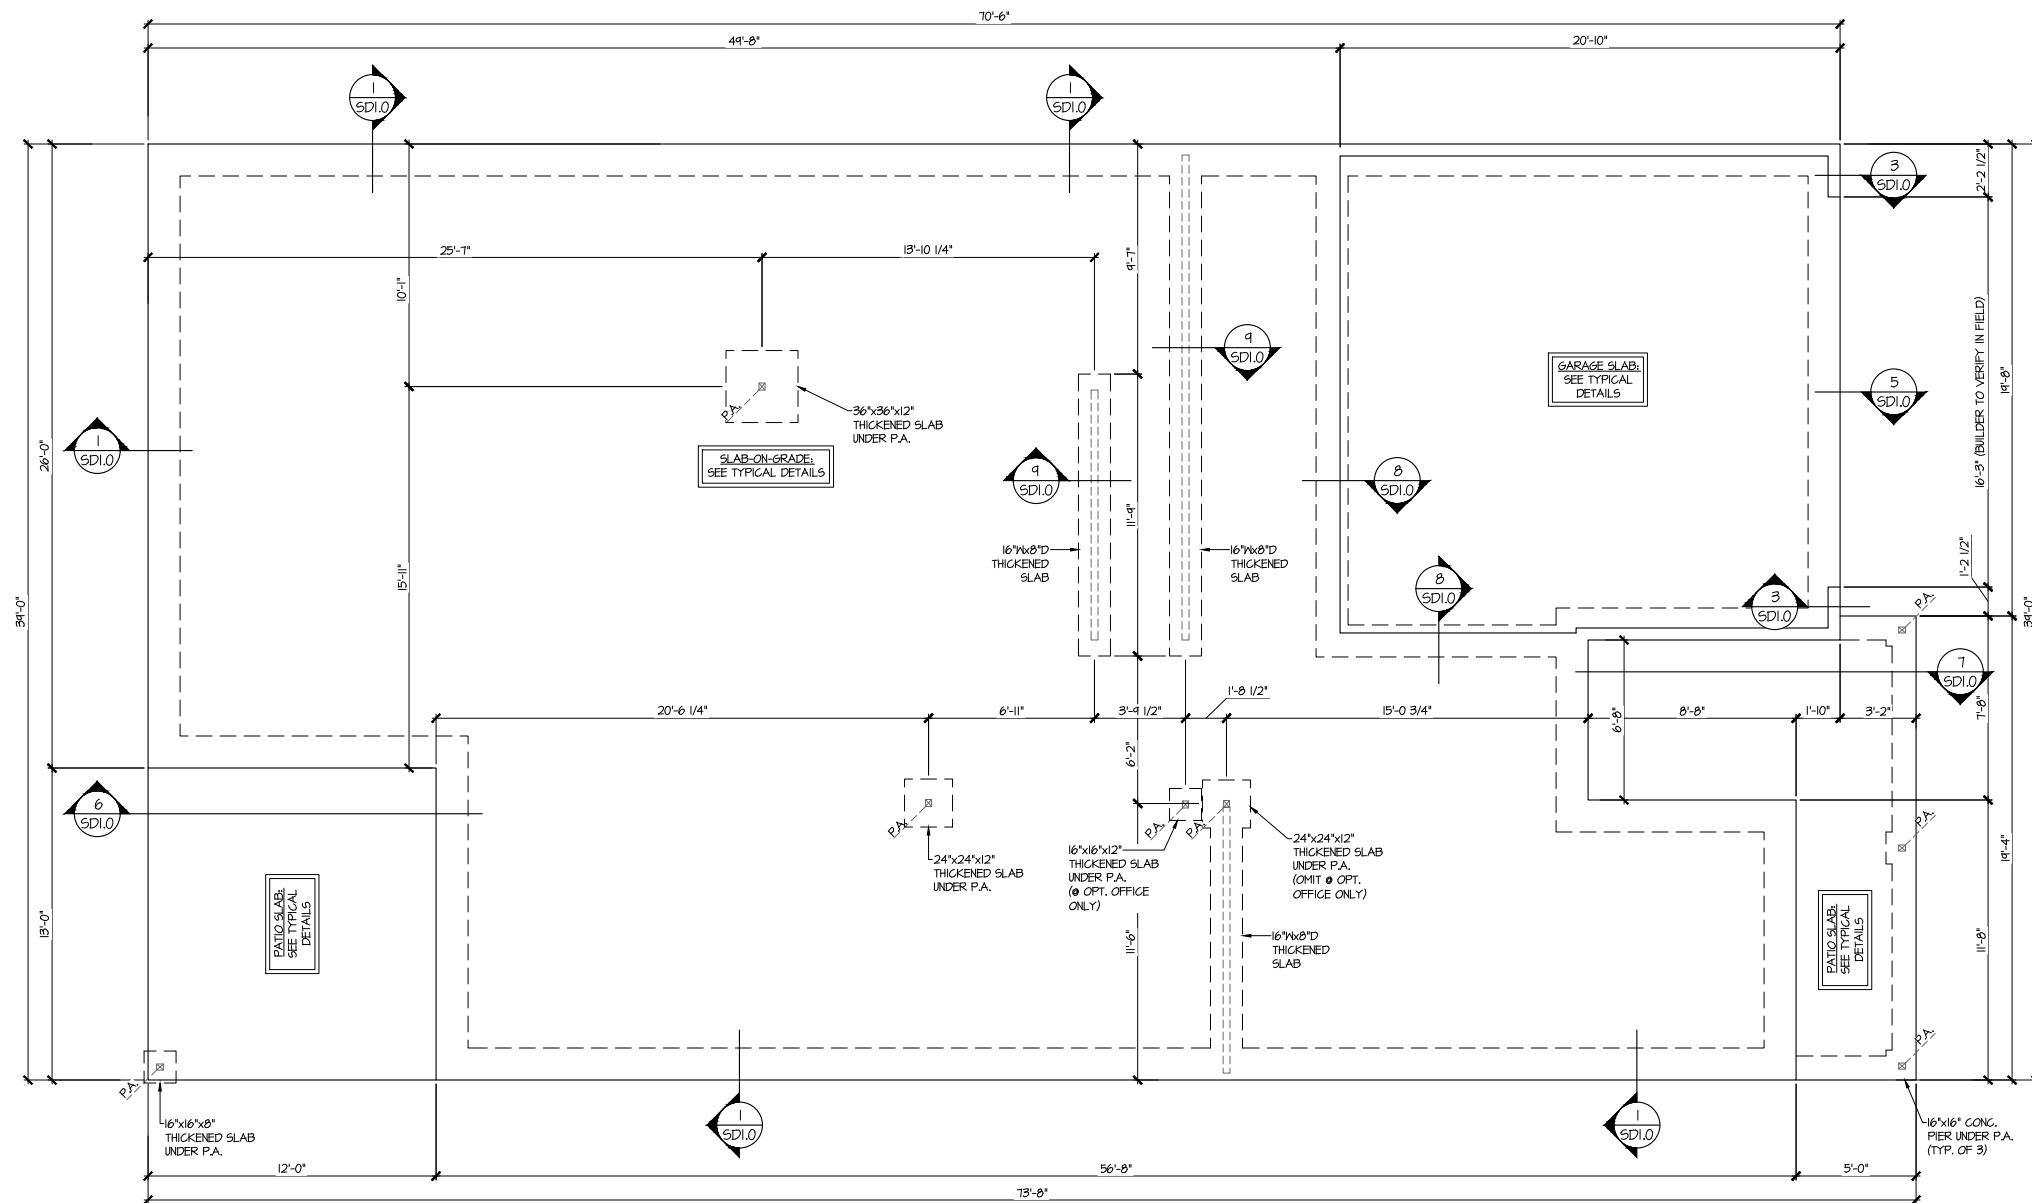 70'-6"
49'-8"
20'-10"
1
SD1.0
1
SD1.0
3
SD1.0
2'-2 1/2"
25'-7"
13'-10 1/4"
9'-7"
10'-1"
9
SD1.0
16'-3" (BUILDER TO VERIFY IN FIELD)
19'-8"
GARAGE SLAB:
SEE TYPICAL
DETAILS
5
SD1.0
P.A.
36"x36"x12"
THICKENED SLAB
UNDER P.A.
1
SD1.0
26'-0"
SLAB-ON-GRADE:
SEE TYPICAL DETAILS
9
SD1.0
8
SD1.0
11'-9"
16"Wx8"D
THICKENED
SLAB
16"Wx8"D
THICKENED
SLAB
15'-11"
8
SD1.0
3
SD1.0
1'-2 1/2"
P.A.
39'-0"
39'-0"
7
SD1.0
20'-6 1/4"
6'-11"
3'-9 1/2"
1'-8 1/2"
15'-0 3/4"
6'-8"
8'-8"
1'-10"
3'-2"
7'-8"
6'-2"
6
SD1.0
P.A.
P.A.
P.A.
P.A.
24"x24"x12"
THICKENED SLAB
UNDER P.A.
16"x16"x12"
THICKENED SLAB
UNDER P.A.
(@ OPT. OFFICE
ONLY)
24"x24"x12"
THICKENED SLAB
UNDER P.A.
(OMIT @ OPT.
OFFICE ONLY)
19'-4"
13'-0"
PATIO SLAB:
SEE TYPICAL
DETAILS
11'-6"
16"Wx8"D
THICKENED
SLAB
PATIO SLAB:
SEE TYPICAL
DETAILS
11'-8"
P.A.
P.A.
16"x16"x8"
THICKENED SLAB
UNDER P.A.
1
SD1.0
1
SD1.0
16"x16" CONC.
PIER UNDER P.A.
(TYP. OF 3)
12'-0"
56'-8"
5'-0"
73'-8"